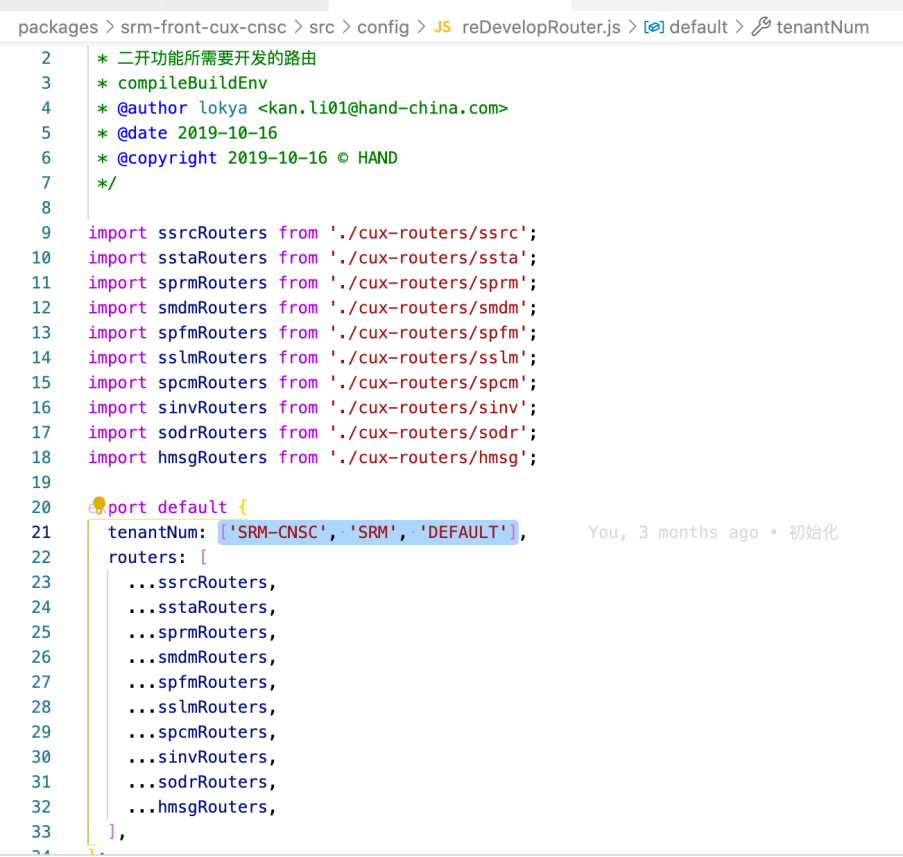 packages > srm-front-cux-cnsc > src > config > JS reDevelopRouter.js > default > tenantNum
2 * 二开功能所需要开发的路由
3 * compileBuildEnv
4 * @author lokya <kan.li01@hand-china.com>
5 * @date 2019-10-16
6 * @copyright 2019-10-16 © HAND
7 */
8
9 import ssrcRouters from './cux-routers/ssrc';
10 import sstaRouters from './cux-routers/ssta';
11 import sprmRouters from './cux-routers/sprm';
12 import smdmRouters from './cux-routers/smdm';
13 import spfmRouters from './cux-routers/spfm';
14 import sslmRouters from './cux-routers/sslm';
15 import spcmRouters from './cux-routers/spcm';
16 import sinvRouters from './cux-routers/sinv';
17 import sodrRouters from './cux-routers/sodr';
18 import hmsgRouters from './cux-routers/hmsg';
19
20 export default {
21 tenantNum: ['SRM-CNSC', 'SRM', 'DEFAULT'], You, 3 months ago • 初始化
22 routers: [
23 ...ssrcRouters,
24 ...sstaRouters,
25 ...sprmRouters,
26 ...smdmRouters,
27 ...spfmRouters,
28 ...sslmRouters,
29 ...spcmRouters,
30 ...sinvRouters,
31 ...sodrRouters,
32 ...hmsgRouters,
33 ],
34 };